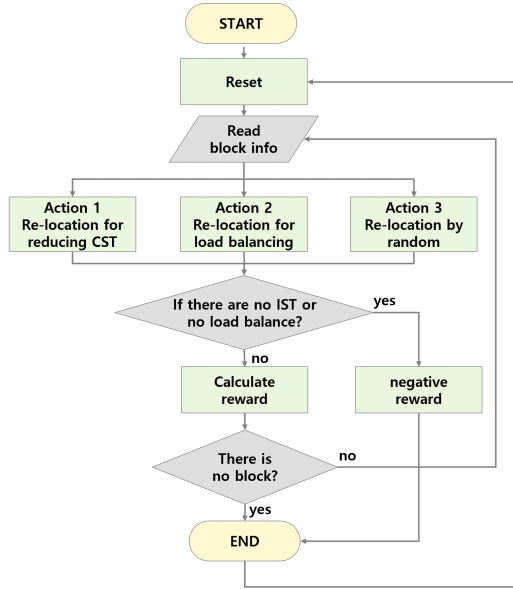 START
Reset
Read
block info
Action 1
Re-location for
reducing CST
Action 2
Re-location for
load balancing
Action 3
Re-location by
random
If there are no IST or
no load balance?
yes
no
Calculate
reward
negative
reward
There is
no block?
no
yes
END